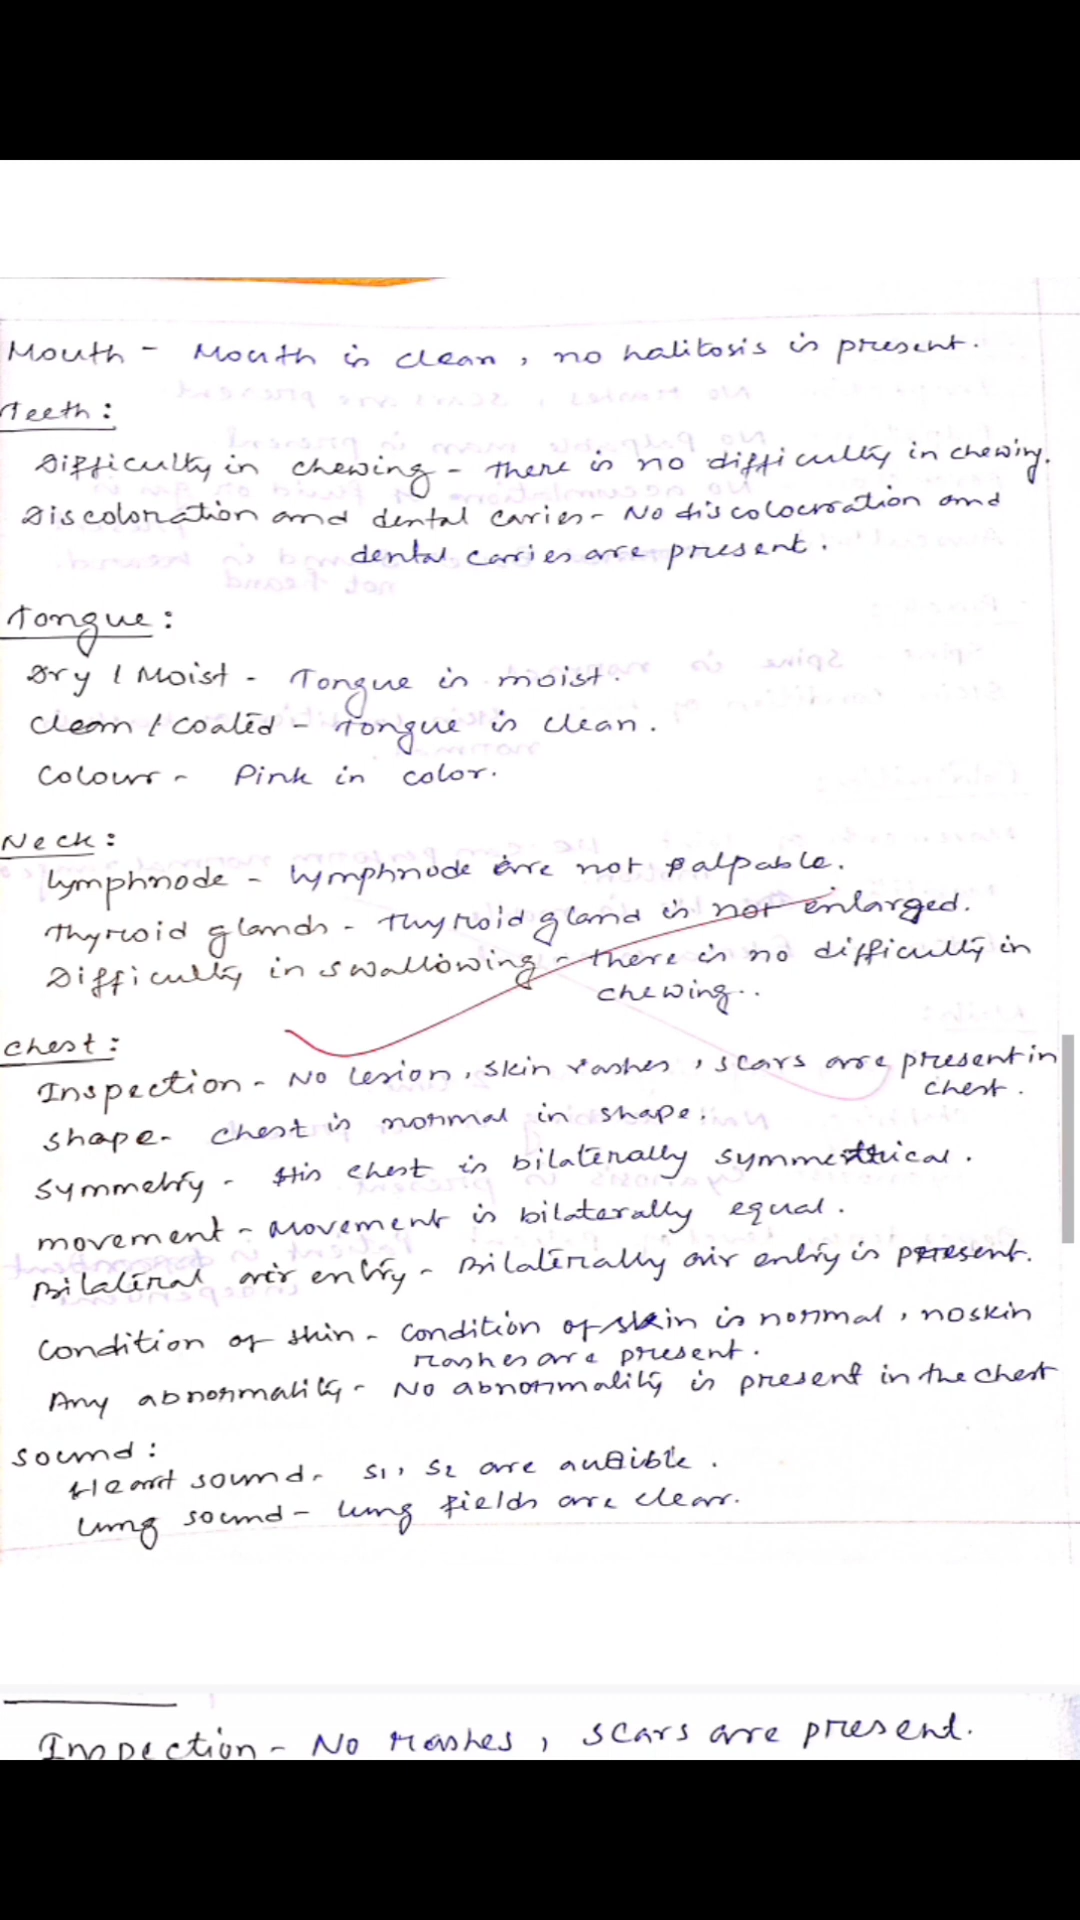 Mouth - Mouth is clean, no halitosis is present.
Teeth:
Difficulty in chewing - there is no difficulty in chewing.
Discoloration and dental caries - No discolocration and
dental caries are present.
Tongue:
Dry / Moist - Tongue is moist.
Clean / Coated - tongue is clean.
Colour - Pink in color.
Neck:
Lymphnode - Lymphnode are not palpable.
Thyroid glands - Thyroid gland is not enlarged.
Difficulty in swallowing - there is no difficulty in
chewing..
Chest:
Inspection - No lesion, skin rashes, scars are present in
chest.
Shape - chest is normal in shape.
Symmetry - His chest is bilaterally symmetrical.
movement - Movement is bilaterally equal.
Bilateral air entry - Bilaterally air entry is present.
Condition of skin - Condition of skin is normal, no skin
rashes are present.
Any abnormality - No abnormality is present in the chest
Sound:
Heart sound - S1, S2 are audible.
Lung sound - Lung fields are clear.
Inspection - No rashes, scars are present.